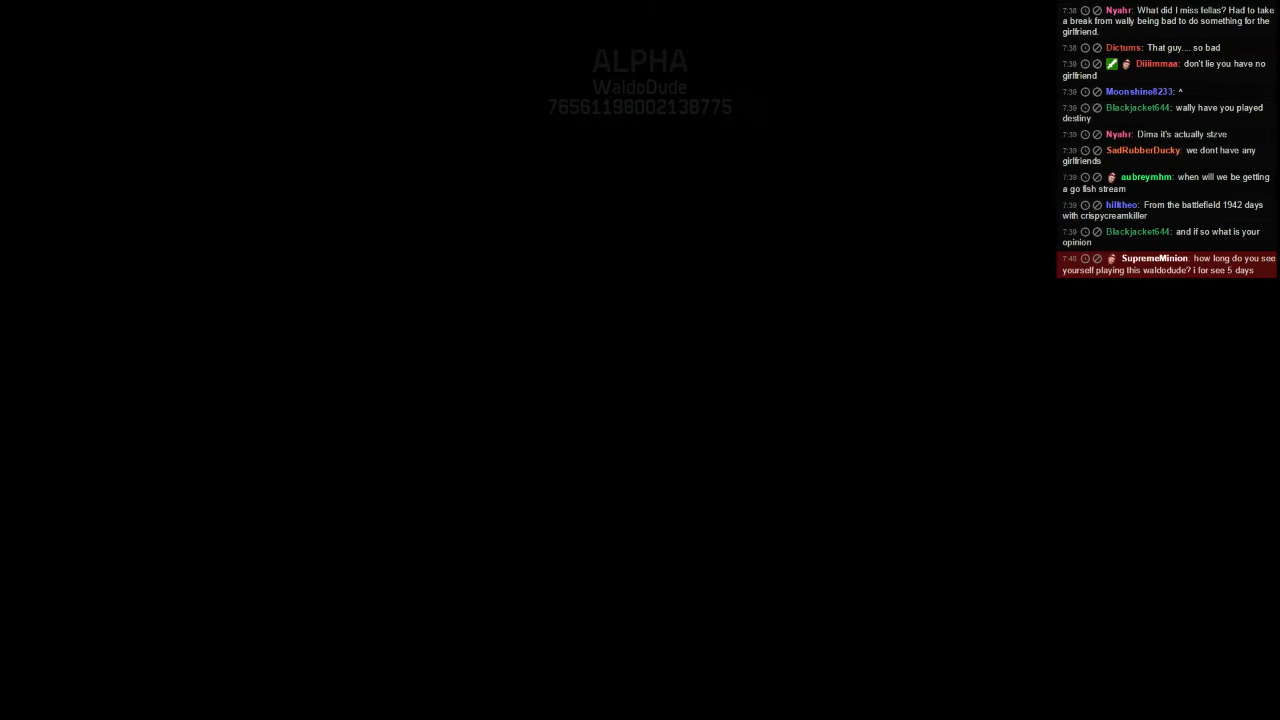 ALPHA
WaldoDude
76561198002138775
7:38 Nyahr: What did I miss fellas? Had to take
a break from wally being bad to do something for the
girlfriend.
7:38 Dictums: That guy.... so bad
7:39 Diiiimmaa: don't lie you have no
girlfriend
7:39 Moonshine8233: ^
7:39 Blackjacket644: wally have you played
destiny
7:39 Nyahr: Dima it's actually stzve
7:39 SadRubberDucky: we dont have any
girlfriends
7:39 aubreymhm: when will we be getting
a go fish stream
7:39 hilltheo: From the battlefield 1942 days
with crispycreamkiller
7:39 Blackjacket644: and if so what is your
opinion
7:40 SupremeMinion: how long do you see
yourself playing this waldodude? i for see 5 days